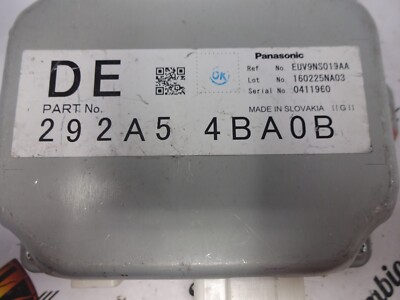 DE
OK
Panasonic
Ref No. EUV9NS019AA
Lot No. 160225NA03
Serial No. 0411960
PART No.
MADE IN SLOVAKIA ((G))
292A5 4BA0B